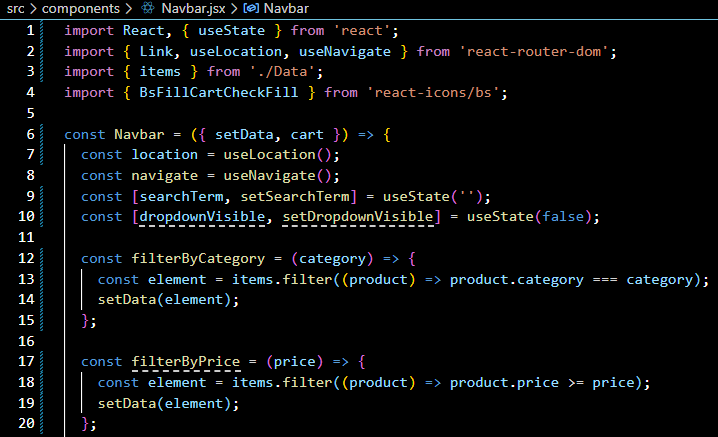 src > components > Navbar.jsx > Navbar
1 import React, { useState } from 'react';
2 import { Link, useLocation, useNavigate } from 'react-router-dom';
3 import { items } from './Data';
4 import { BsFillCartCheckFill } from 'react-icons/bs';
5
6 const Navbar = ({ setData, cart }) => {
7   const location = useLocation();
8   const navigate = useNavigate();
9   const [searchTerm, setSearchTerm] = useState('');
10   const [dropdownVisible, setDropdownVisible] = useState(false);
11
12   const filterByCategory = (category) => {
13     const element = items.filter((product) => product.category === category);
14     setData(element);
15   };
16
17   const filterByPrice = (price) => {
18     const element = items.filter((product) => product.price >= price);
19     setData(element);
20   };